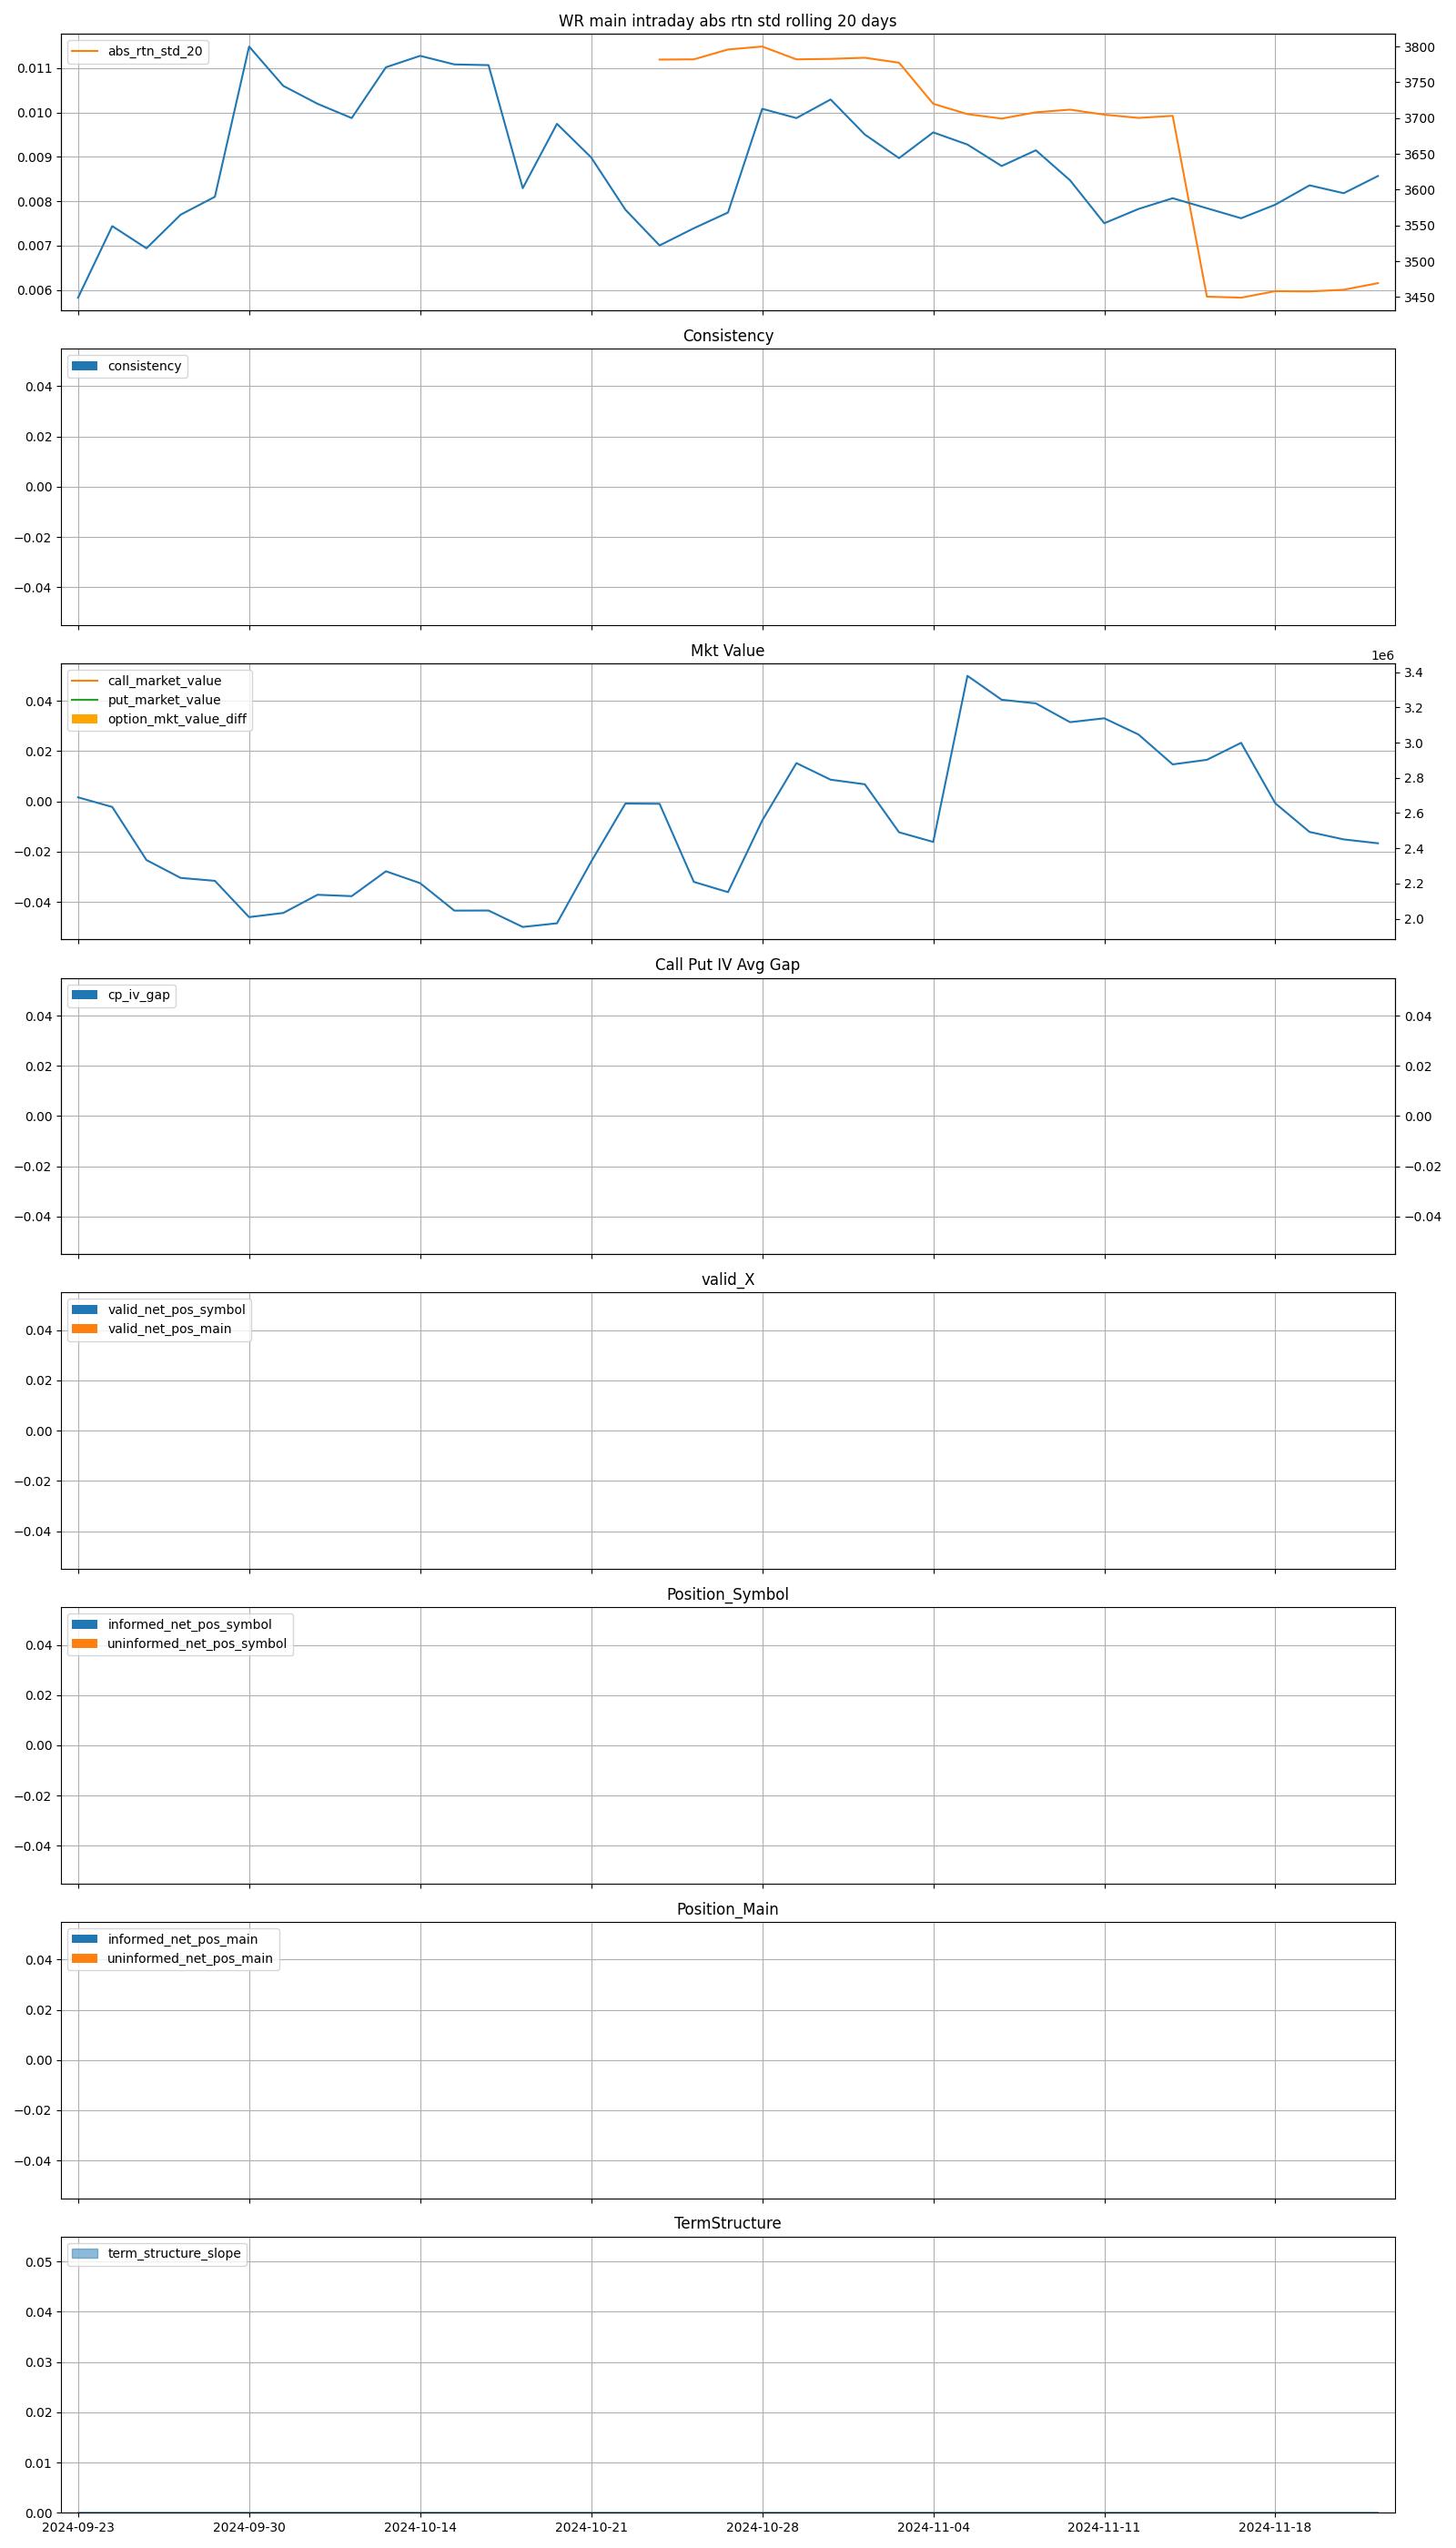 WR main intraday abs rtn std rolling 20 days
abs_rtn_std_20
0.011
0.010
0.009
0.008
0.007
0.006
3800
3750
3700
3650
3600
3550
3500
3450
Consistency
consistency
0.04
0.02
0.00
−0.02
−0.04
Mkt Value
1e6
call_market_value
put_market_value
option_mkt_value_diff
0.04
0.02
0.00
−0.02
−0.04
3.4
3.2
3.0
2.8
2.6
2.4
2.2
2.0
Call Put IV Avg Gap
cp_iv_gap
0.04
0.02
0.00
−0.02
−0.04
0.04
0.02
0.00
−0.02
−0.04
valid_X
valid_net_pos_symbol
valid_net_pos_main
0.04
0.02
0.00
−0.02
−0.04
Position_Symbol
informed_net_pos_symbol
uninformed_net_pos_symbol
0.04
0.02
0.00
−0.02
−0.04
Position_Main
informed_net_pos_main
uninformed_net_pos_main
0.04
0.02
0.00
−0.02
−0.04
TermStructure
term_structure_slope
0.05
0.04
0.03
0.02
0.01
0.00
2024-09-23 2024-09-30 2024-10-14 2024-10-21 2024-10-28 2024-11-04 2024-11-11 2024-11-18